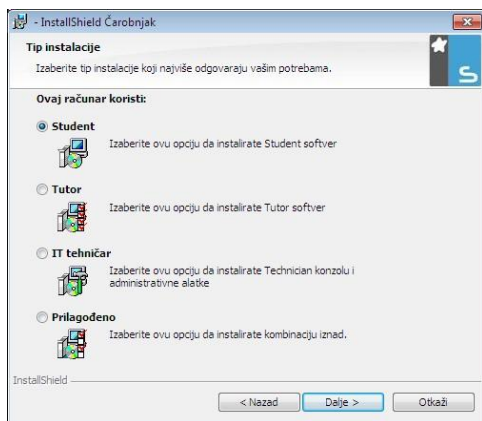 - InstallShield Čarobnjak
Tip instalacije
Izaberite tip instalacije koji najviše odgovaraju vašim potrebama.
S
Ovaj računar koristi:
Student
Izaberite ovu opciju da instalirate Student softver
Tutor
Izaberite ovu opciju da instalirate Tutor softver
IT tehničar
Izaberite ovu opciju da instalirate Technician konzolu i
administrativne alatke
Prilagođeno
Izaberite ovu opciju da instalirate kombinaciju iznad.
InstallShield
< Nazad
Dalje >
Otkaži